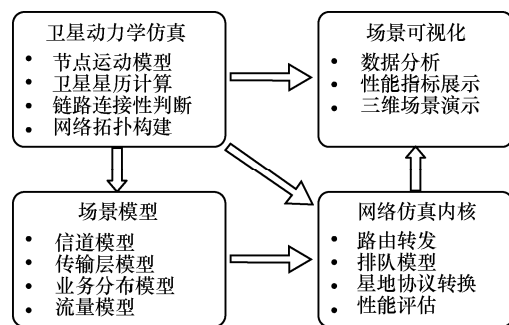 卫星动力学仿真
• 节点运动模型
• 卫星星历计算
• 链路连接性判断
• 网络拓扑构建
场景可视化
• 数据分析
• 性能指标展示
• 三维场景演示
场景模型
• 信道模型
• 传输层模型
• 业务分布模型
• 流量模型
网络仿真内核
• 路由转发
• 排队模型
• 星地协议转换
• 性能评估